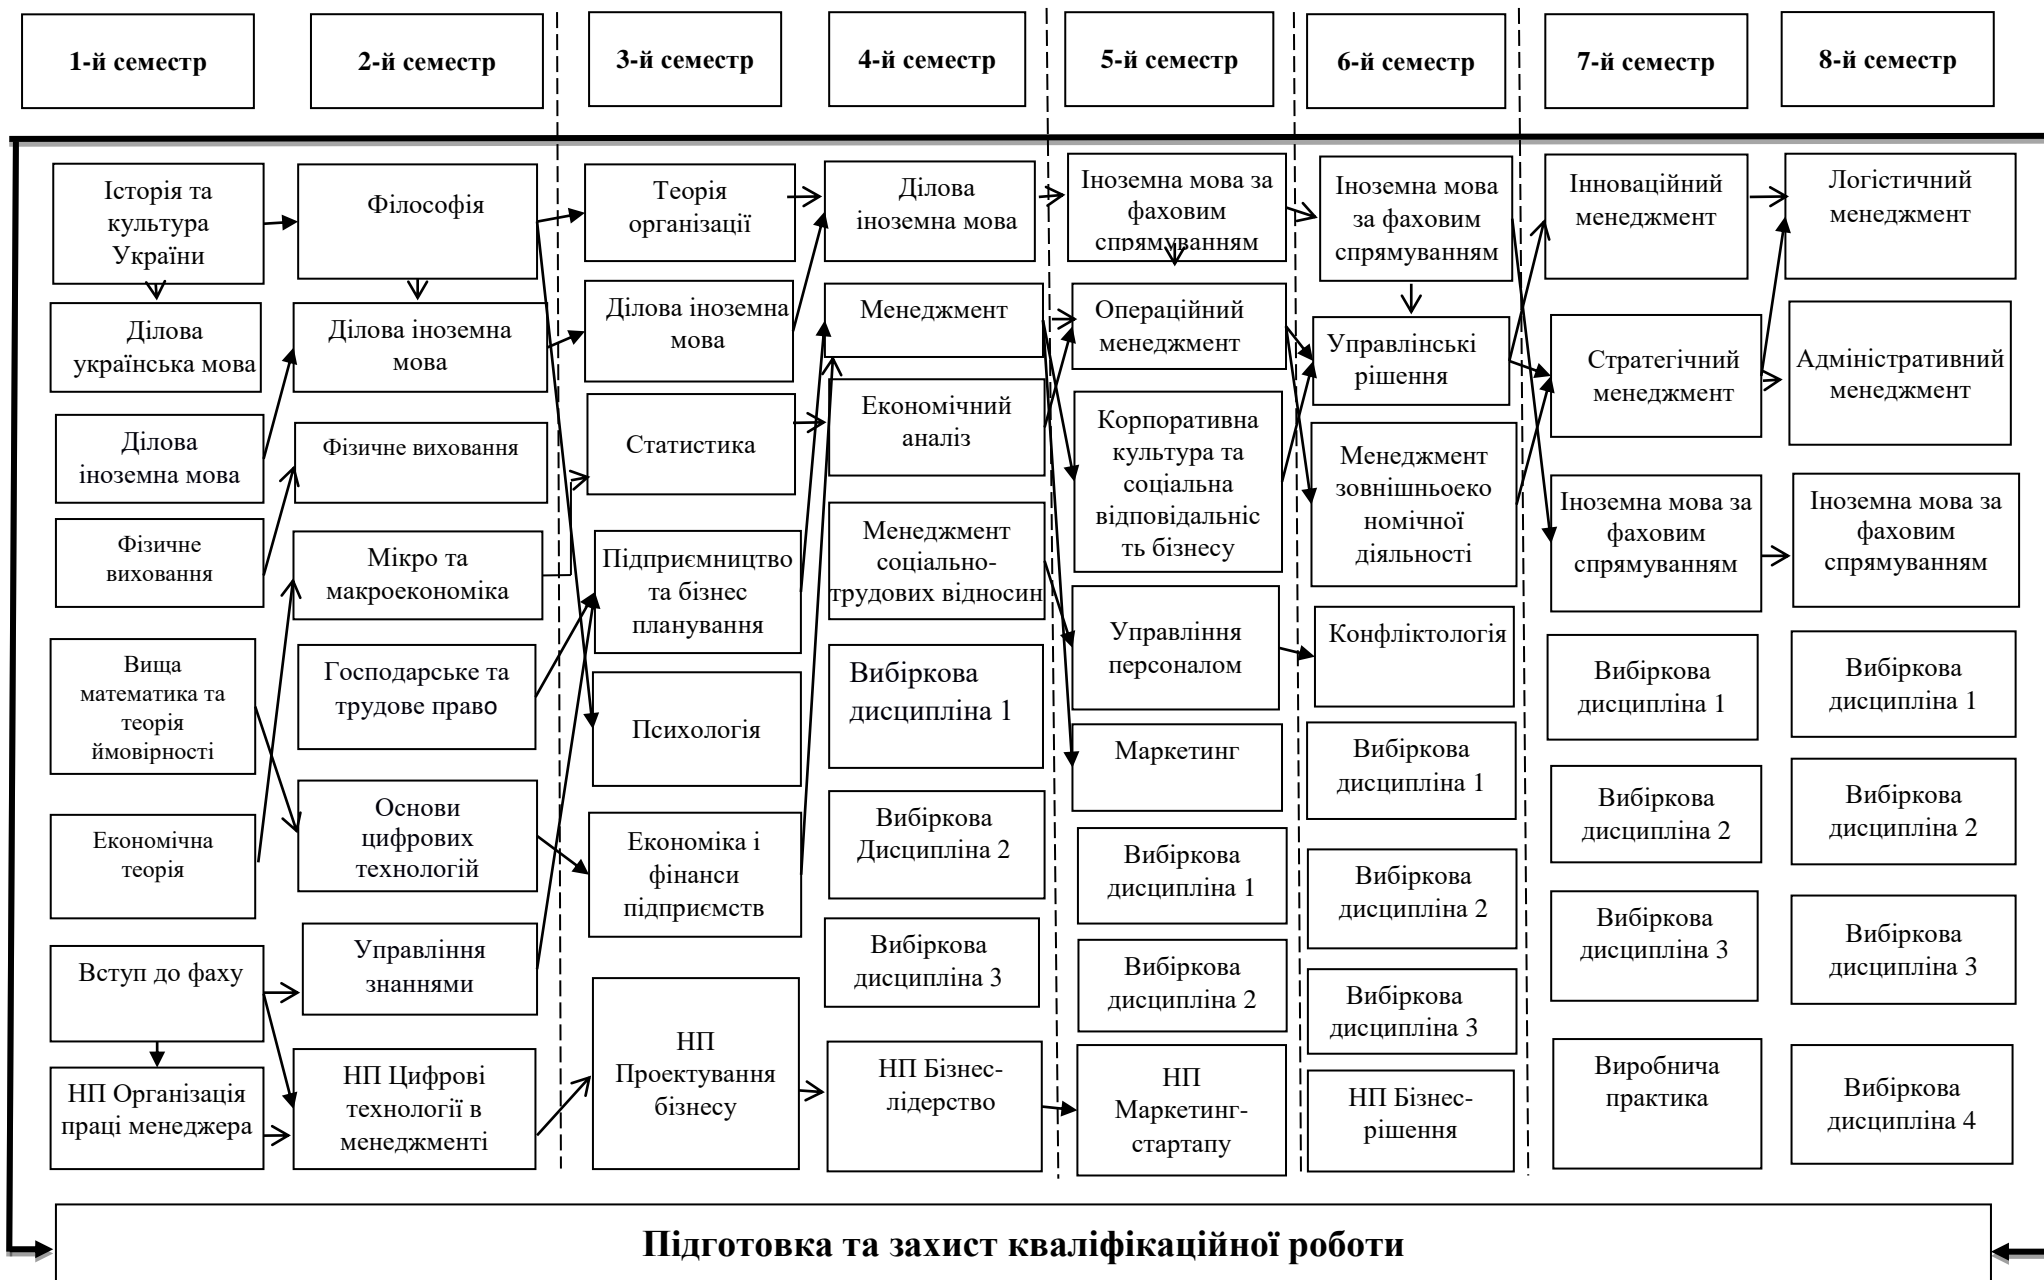 1-й семестр
2-й семестр
3-й семестр
4-й семестр
5-й семестр
6-й семестр
7-й семестр
8-й семестр
Історія та
культура
України
Ділова
українська мова
Ділова
іноземна мова
Фізичне
виховання
Вища
математика та
теорія
ймовірності
Економічна
теорія
Вступ до фаху
НП Організація
праці менеджера
Філософія
Ділова іноземна
мова
Фізичне виховання
Мікро та
макроекономіка
Господарське та
трудове право
Основи
цифрових
технологій
Управління
знаннями
НП Цифрові
технології в
менеджменті
Теорія
організації
Ділова іноземна
мова
Статистика
Підприємництво
та бізнес
планування
Психологія
Економіка і
фінанси
підприємств
НП
Проектування
бізнесу
Ділова
іноземна мова
Менеджмент
Економічний
аналіз
Менеджмент
соціально-
трудових відносин
Вибіркова
дисципліна 1
Вибіркова
Дисципліна 2
Вибіркова
дисципліна 3
НП Бізнес-
лідерство
Іноземна мова за
фаховим
спрямуванням
Операційний
менеджмент
Корпоративна
культура та
соціальна
відповідальніс
ть бізнесу
Управління
персоналом
Маркетинг
Вибіркова
дисципліна 1
Вибіркова
дисципліна 2
НП
Маркетинг-
стартапу
Іноземна мова
за фаховим
спрямуванням
Управлінські
рішення
Менеджмент
зовнішньоеко
номічної
діяльності
Конфліктологія
Вибіркова
дисципліна 1
Вибіркова
дисципліна 2
Вибіркова
дисципліна 3
НП Бізнес-
рішення
Інноваційний
менеджмент
Стратегічний
менеджмент
Іноземна мова за
фаховим
спрямуванням
Вибіркова
дисципліна 1
Вибіркова
дисципліна 2
Вибіркова
дисципліна 3
Виробнича
практика
Логістичний
менеджмент
Адміністративний
менеджмент
Іноземна мова за
фаховим
спрямуванням
Вибіркова
дисципліна 1
Вибіркова
дисципліна 2
Вибіркова
дисципліна 3
Вибіркова
дисципліна 4
Підготовка та захист кваліфікаційної роботи